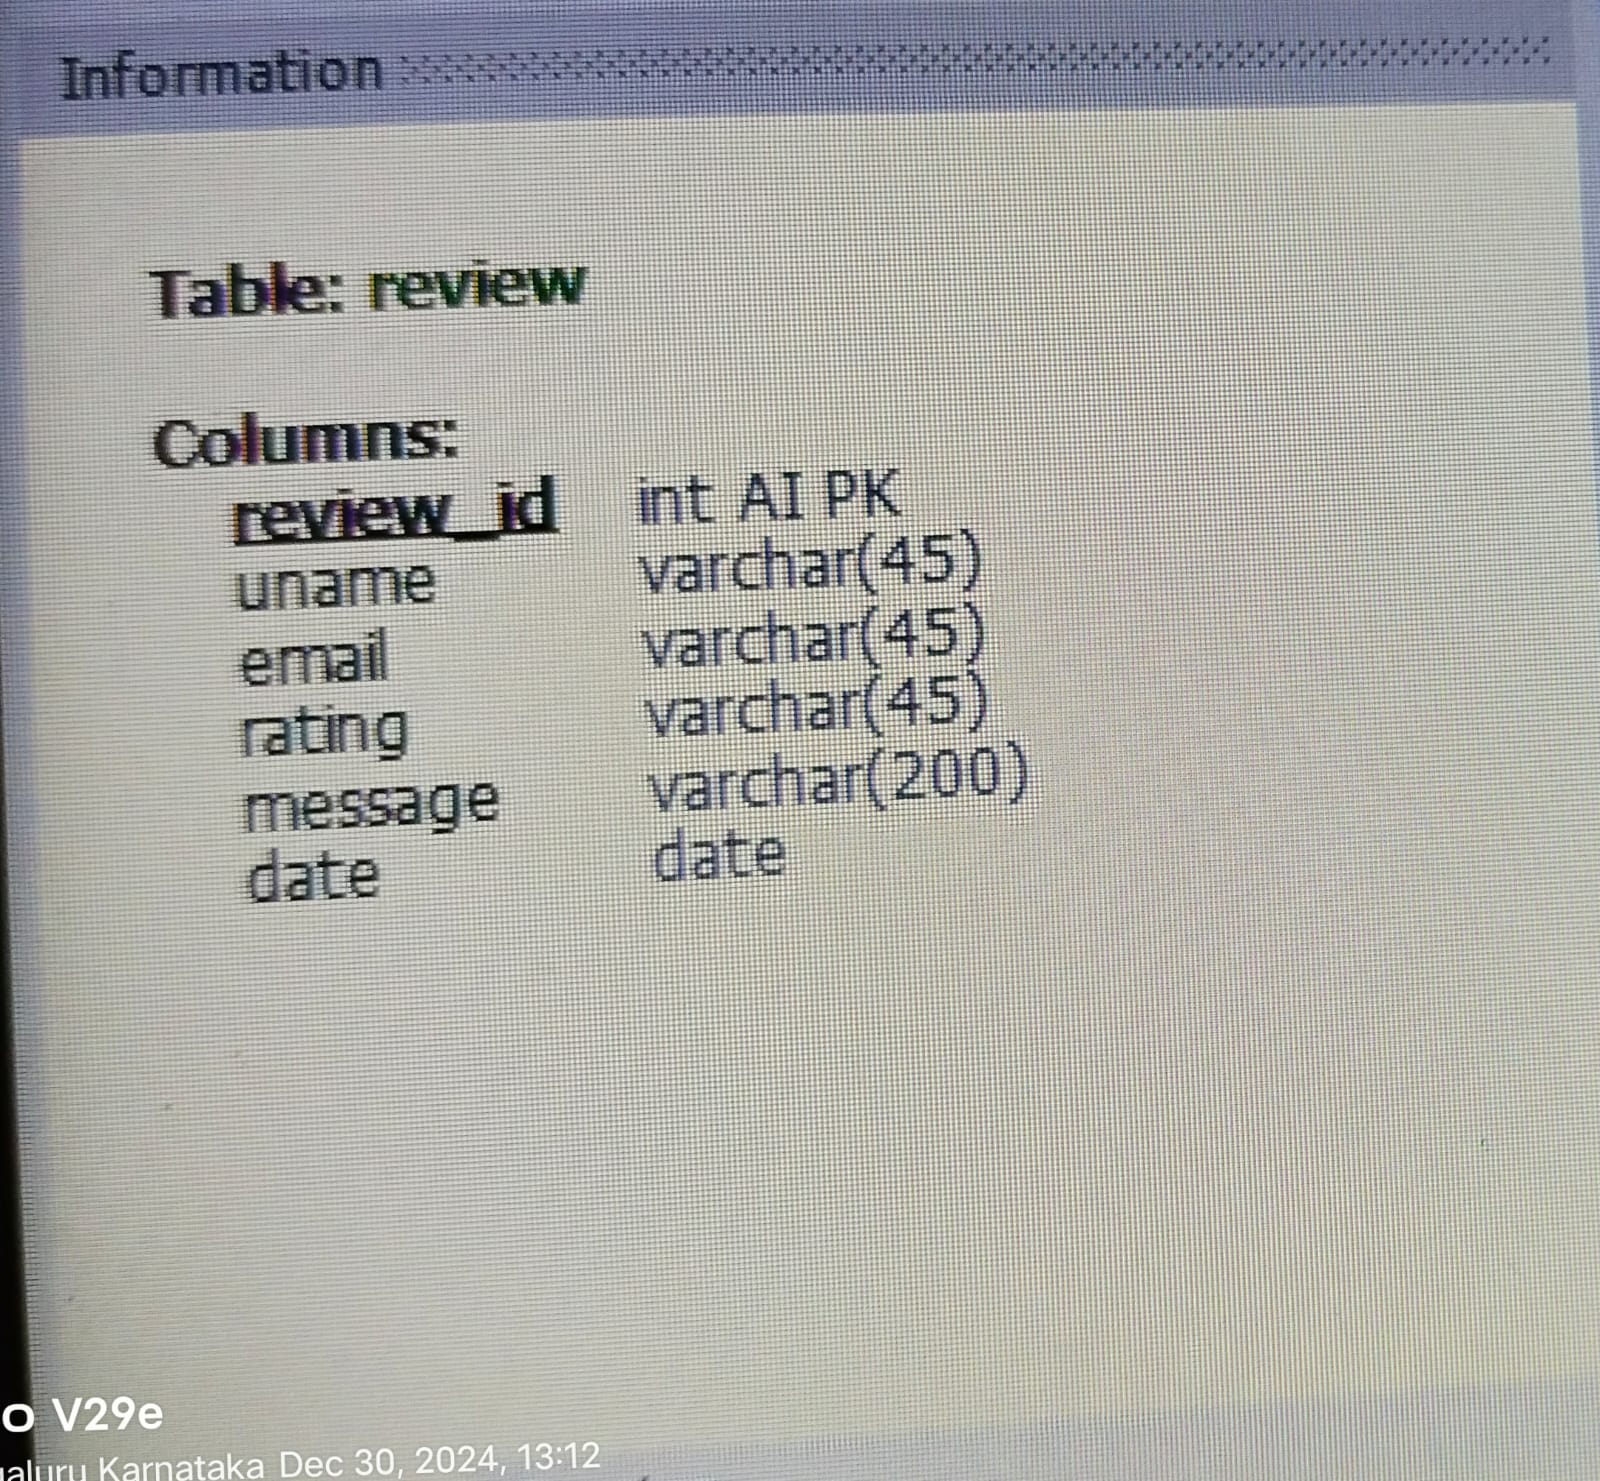 Information
Table: review
Columns:
review_id int AI PK
uname varchar(45)
email varchar(45)
rating varchar(45)
message varchar(200)
date date
V29e
Karnataka Dec 30, 2024, 13:12